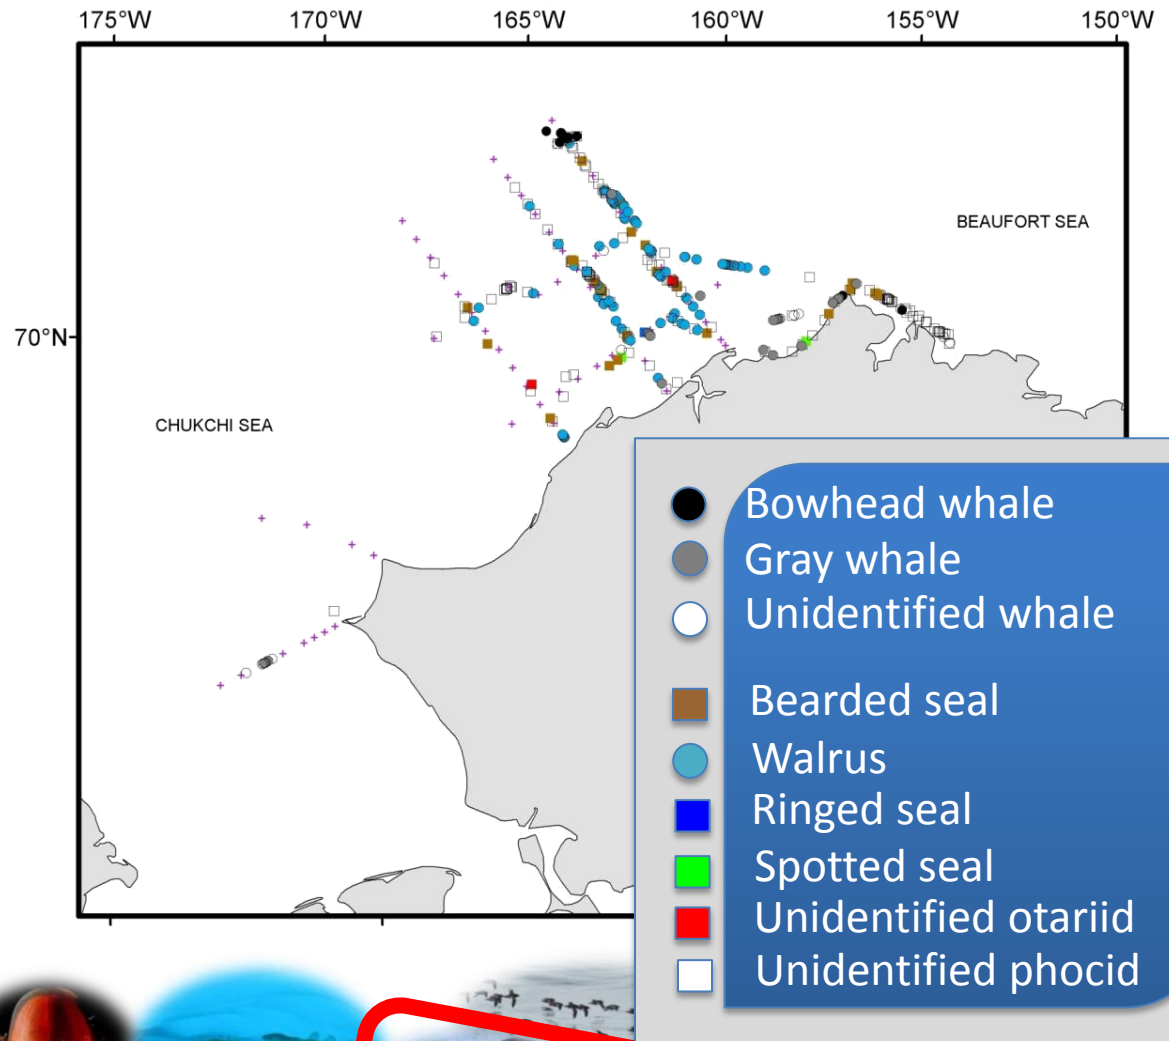 175°W 170°W 165°W 160°W 155°W 150°W
BEAUFORT SEA
70°N
CHUKCHI SEA
Bowhead whale
Gray whale
Unidentified whale
Bearded seal
Walrus
Ringed seal
Spotted seal
Unidentified otariid
Unidentified phocid